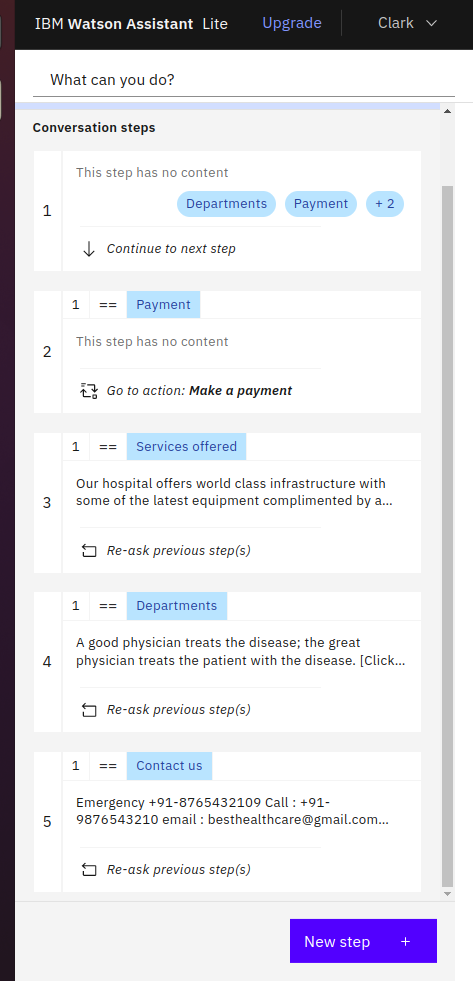 IBM Watson Assistant Lite Upgrade Clark
What can you do?
Conversation steps
1
This step has no content
Departments Payment + 2
Continue to next step
1 == Payment
2
This step has no content
Go to action: Make a payment
1 == Services offered
3
Our hospital offers world class infrastructure with
some of the latest equipment complimented by a...
Re-ask previous step(s)
1 == Departments
4
A good physician treats the disease; the great
physician treats the patient with the disease. [Click...
Re-ask previous step(s)
1 == Contact us
5
Emergency +91-8765432109 Call : +91-
9876543210 email : besthealthcare@gmail.com...
Re-ask previous step(s)
New step +